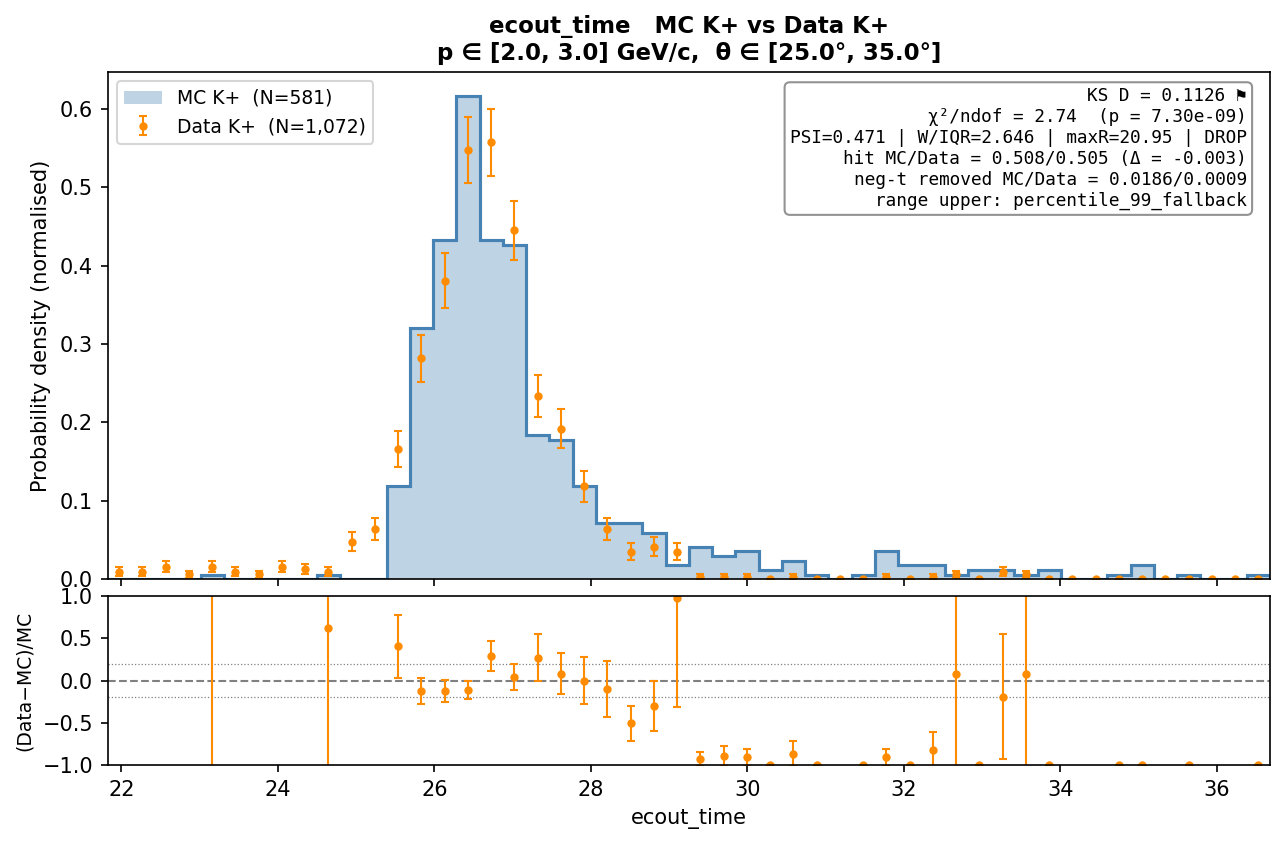 ecout_time   MC K+ vs Data K+
p ∈ [2.0, 3.0] GeV/c,  θ ∈ [25.0°, 35.0°]
MC K+  (N=581)
Data K+  (N=1,072)
KS D = 0.1126 ⚑
χ²/ndof = 2.74  (p = 7.30e-09)
PSI=0.471 | W/IQR=2.646 | maxR=20.95 | DROP
hit MC/Data = 0.508/0.505 (Δ = -0.003)
neg-t removed MC/Data = 0.0186/0.0009
range upper: percentile_99_fallback
Probability density (normalised)
0.6
0.5
0.4
0.3
0.2
0.1
0.0
(Data−MC)/MC
1.0
0.5
0.0
−0.5
−1.0
22 24 26 28 30 32 34 36
ecout_time